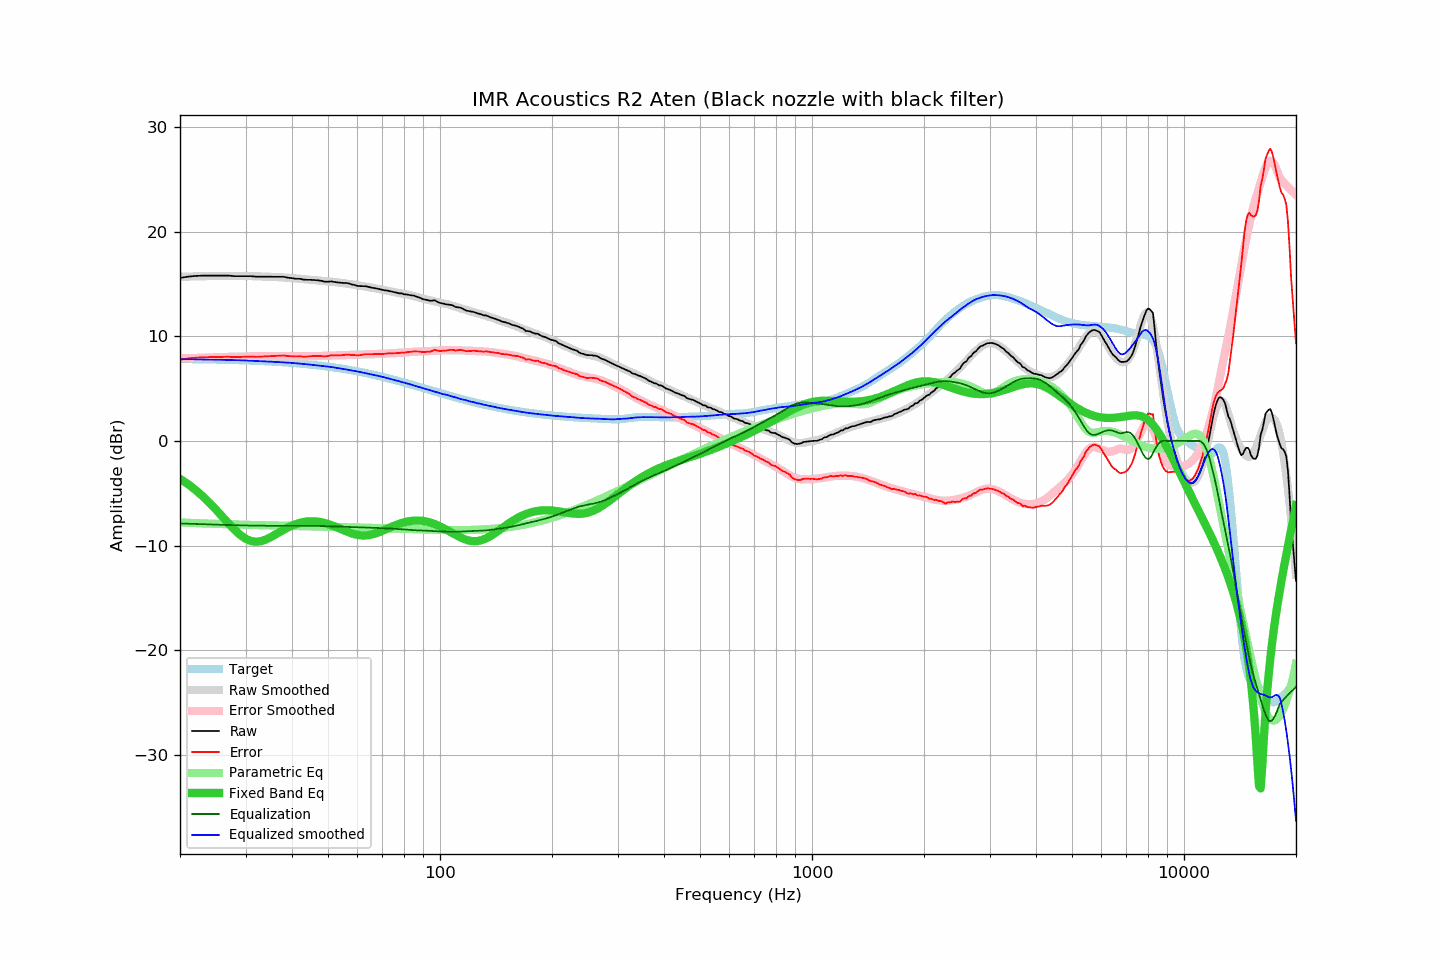 IMR Acoustics R2 Aten (Black nozzle with black filter)
30
20
10
0
−10
−20
−30
Amplitude (dBr)
Target
Raw Smoothed
Error Smoothed
Raw
Error
Parametric Eq
Fixed Band Eq
Equalization
Equalized smoothed
100 1000 10000
Frequency (Hz)